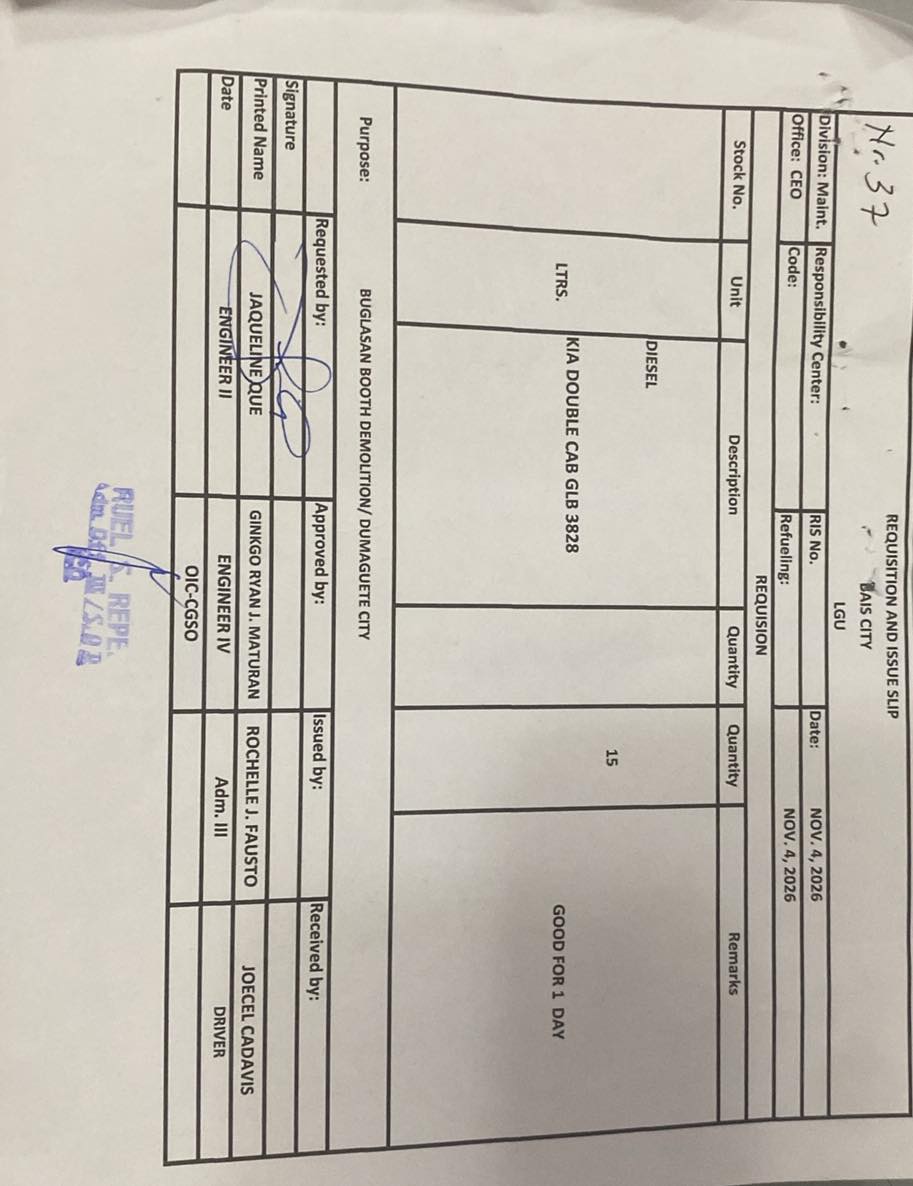 Nr. 37
REQUISITION AND ISSUE SLIP
BAIS CITY
LGU
Division: Maint. Responsibility Center: RIS No. Date: NOV. 4, 2026
Office: CEO Code: Refueling: NOV. 4, 2026
REQUISION
Stock No. Unit Description Quantity Quantity Remarks
DIESEL
15
LTRS. KIA DOUBLE CAB GLB 3828 GOOD FOR 1 DAY
Purpose: BUGLASAN BOOTH DEMOLITION/ DUMAGUETE CITY
Requested by: Approved by: Issued by: Received by:
Signature
Printed Name JAQUELINE QUE GINKGO RYAN J. MATURAN ROCHELLE J. FAUSTO JOECEL CADAVIS
Date ENGINEER II ENGINEER IV Adm. III DRIVER
OIC-CGSO
RUEL S. REPE